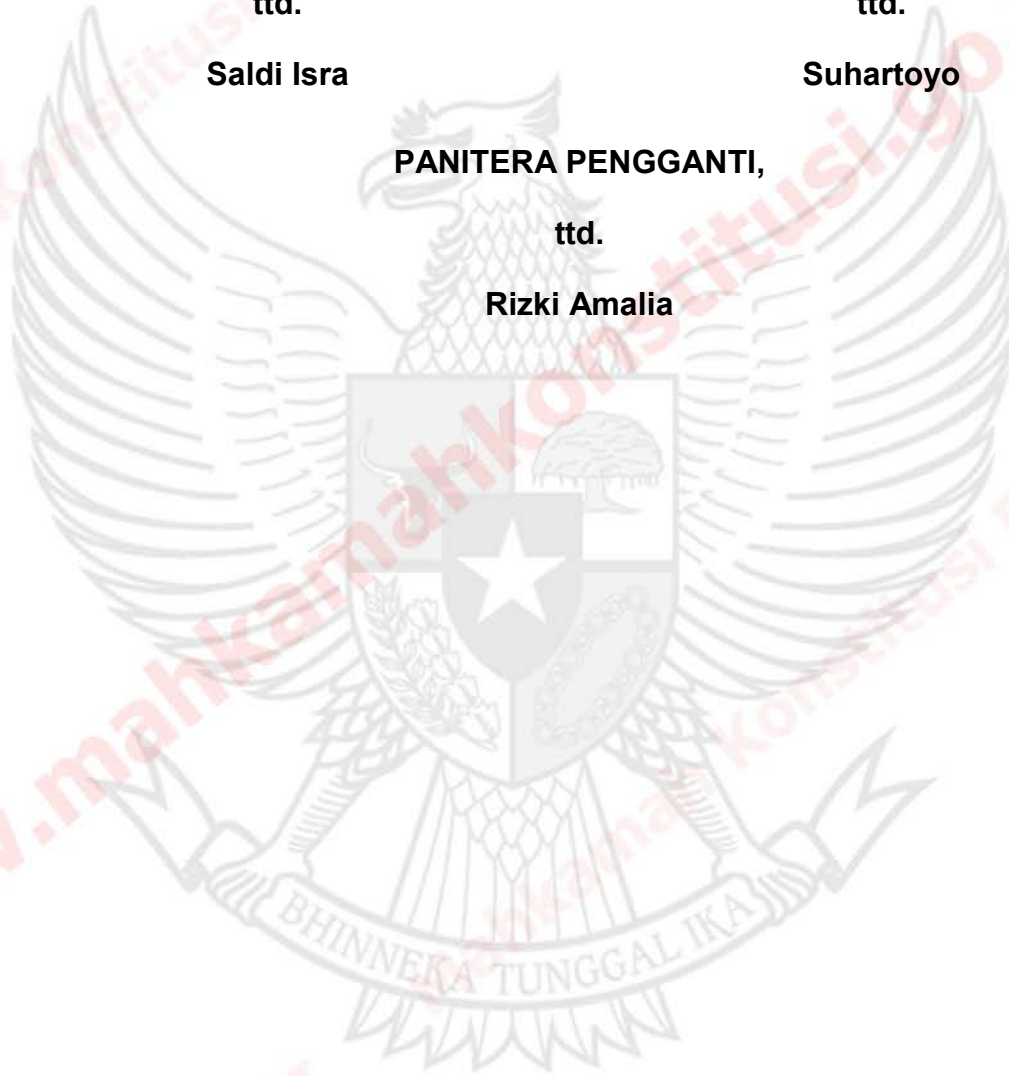 ttd. ttd.
Saldi Isra Suhartoyo
PANITERA PENGGANTI,
ttd.
Rizki Amalia
BHINNEKA TUNGGAL IKA